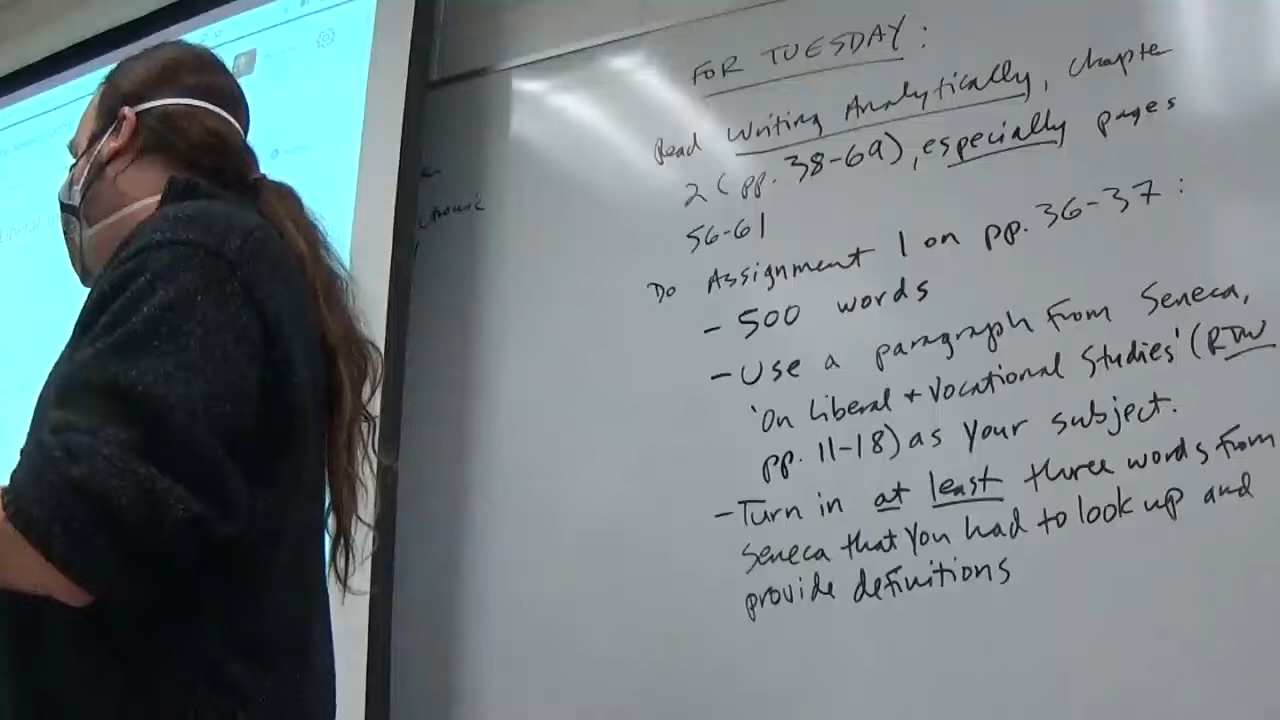 FOR TUESDAY:
Read Writing Analytically, chapte
2 (pp. 38-69), especially pages
56-61
Do Assignment 1 on pp. 36-37:
- 500 words
- Use a paragraph from Seneca,
'On Liberal + Vocational Studies' (RTW
pp. 11-18) as your subject.
- Turn in at least three words from
Seneca that you had to look up and
provide definitions